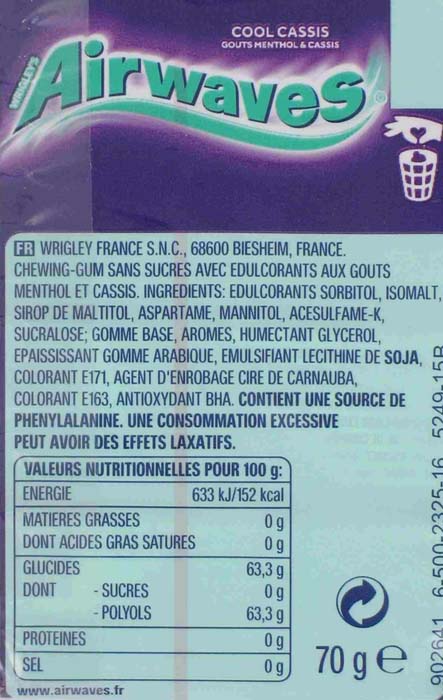 COOL CASSIS
GOUTS MENTHOL & CASSIS
WRIGLEY'S
Airwaves
FR WRIGLEY FRANCE S.N.C., 68600 BIESHEIM, FRANCE.
CHEWING-GUM SANS SUCRES AVEC EDULCORANTS AUX GOUTS
MENTHOL ET CASSIS. INGREDIENTS: EDULCORANTS SORBITOL, ISOMALT,
SIROP DE MALTITOL, ASPARTAME, MANNITOL, ACESULFAME-K,
SUCRALOSE; GOMME BASE, AROMES, HUMECTANT GLYCEROL,
EPAISSISSANT GOMME ARABIQUE, EMULSIFIANT LECITHINE DE SOJA,
COLORANT E171, AGENT D'ENROBAGE CIRE DE CARNAUBA,
COLORANT E163, ANTIOXYDANT BHA. CONTIENT UNE SOURCE DE
PHENYLALANINE. UNE CONSOMMATION EXCESSIVE
PEUT AVOIR DES EFFETS LAXATIFS.
VALEURS NUTRITIONNELLES POUR 100 g:
ENERGIE 633 kJ/152 kcal
MATIERES GRASSES 0 g
DONT ACIDES GRAS SATURES 0 g
GLUCIDES 63,3 g
DONT - SUCRES 0 g
- POLYOLS 63,3 g
PROTEINES 0 g
SEL 0 g
70 g e
www.airwaves.fr
902641 6-500-2325-16 5249-15B